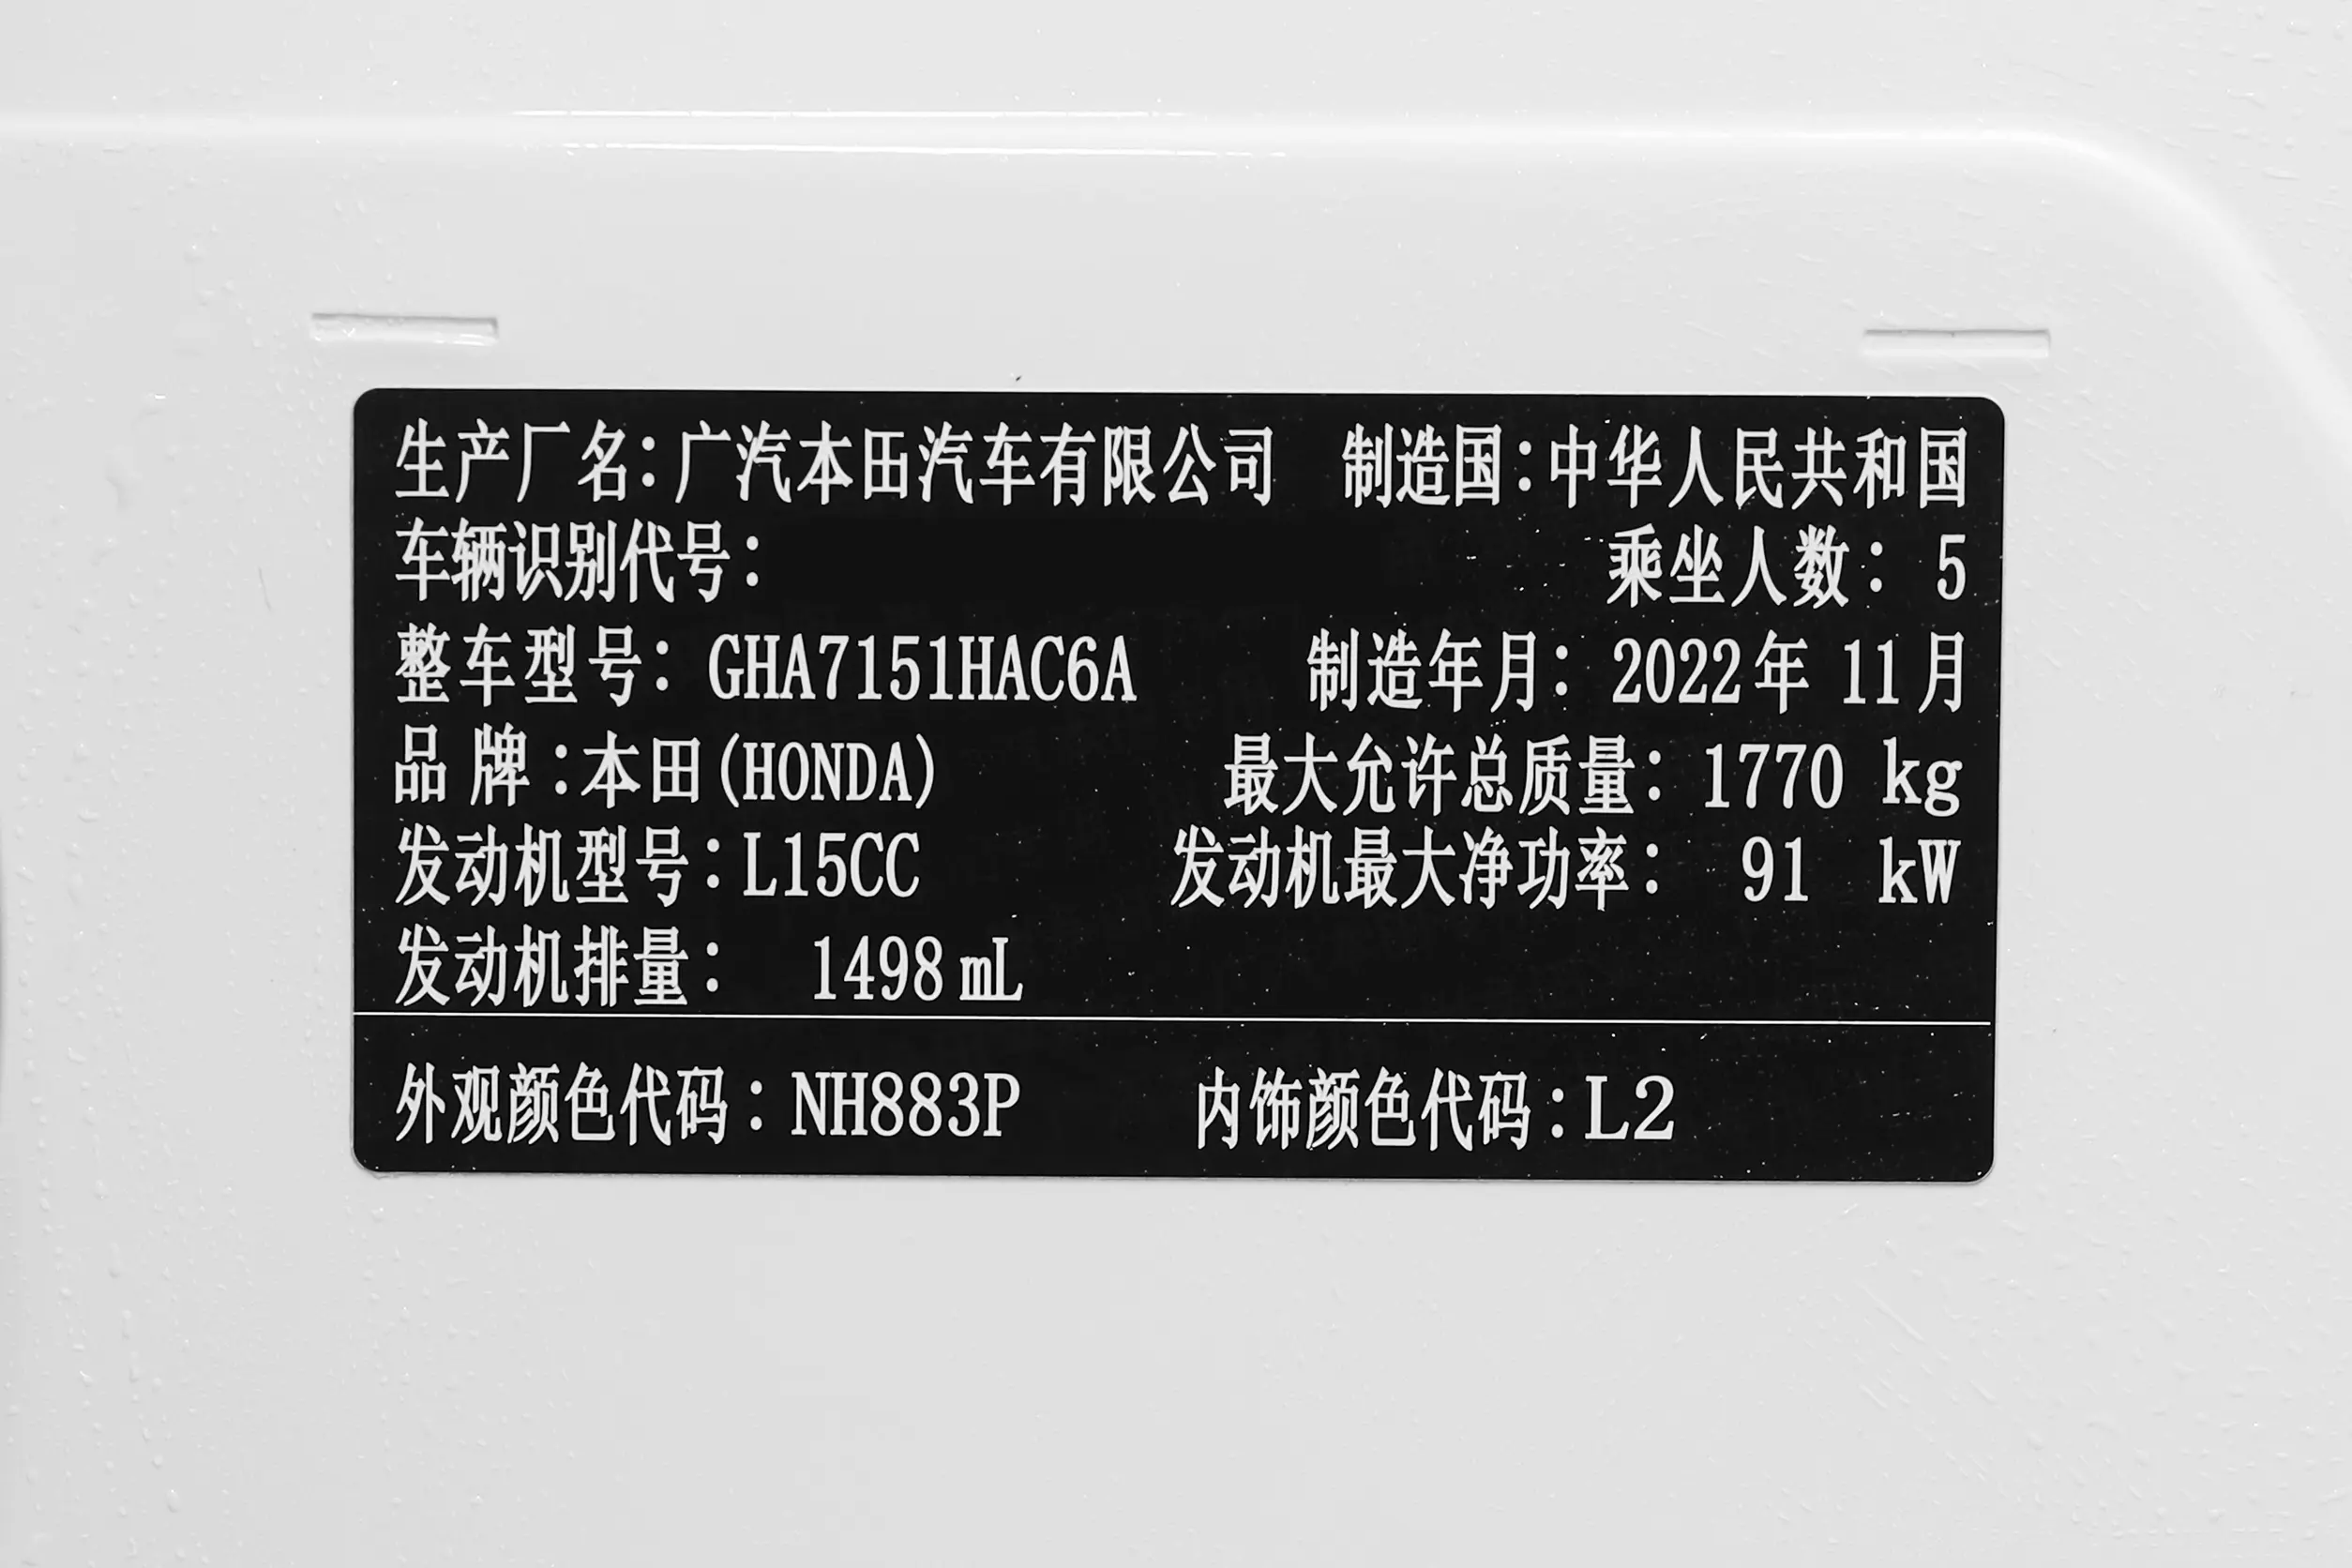 生产厂名:广汽本田汽车有限公司 制造国:中华人民共和国
车辆识别代号: 乘坐人数: 5
整车型号: GHA7151HAC6A 制造年月: 2022年 11月
品 牌:本田(HONDA) 最大允许总质量: 1770 kg
发动机型号:L15CC 发动机最大净功率: 91 kW
发动机排量: 1498mL
外观颜色代码:NH883P 内饰颜色代码:L2